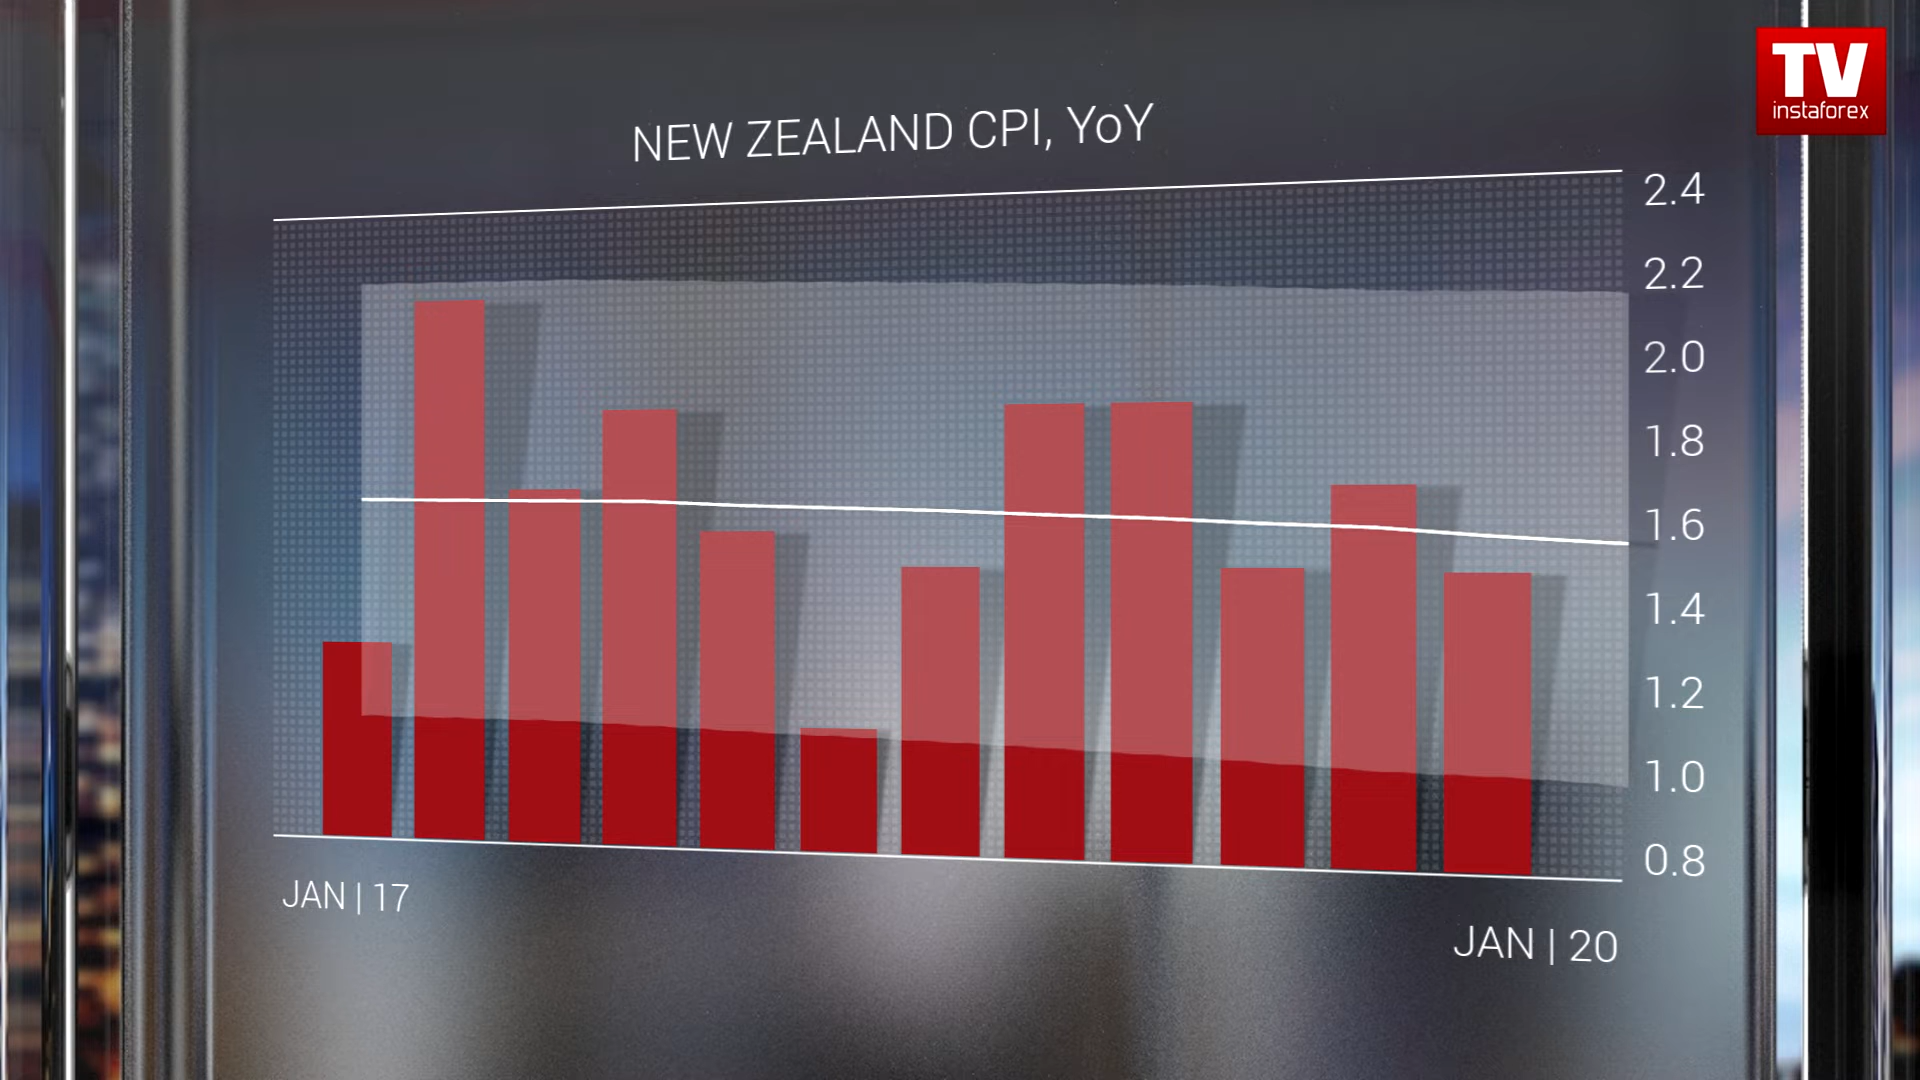 TV
instaforex
NEW ZEALAND CPI, YoY
2.4
2.2
2.0
1.8
1.6
1.4
1.2
1.0
0.8
JAN | 17
JAN | 20